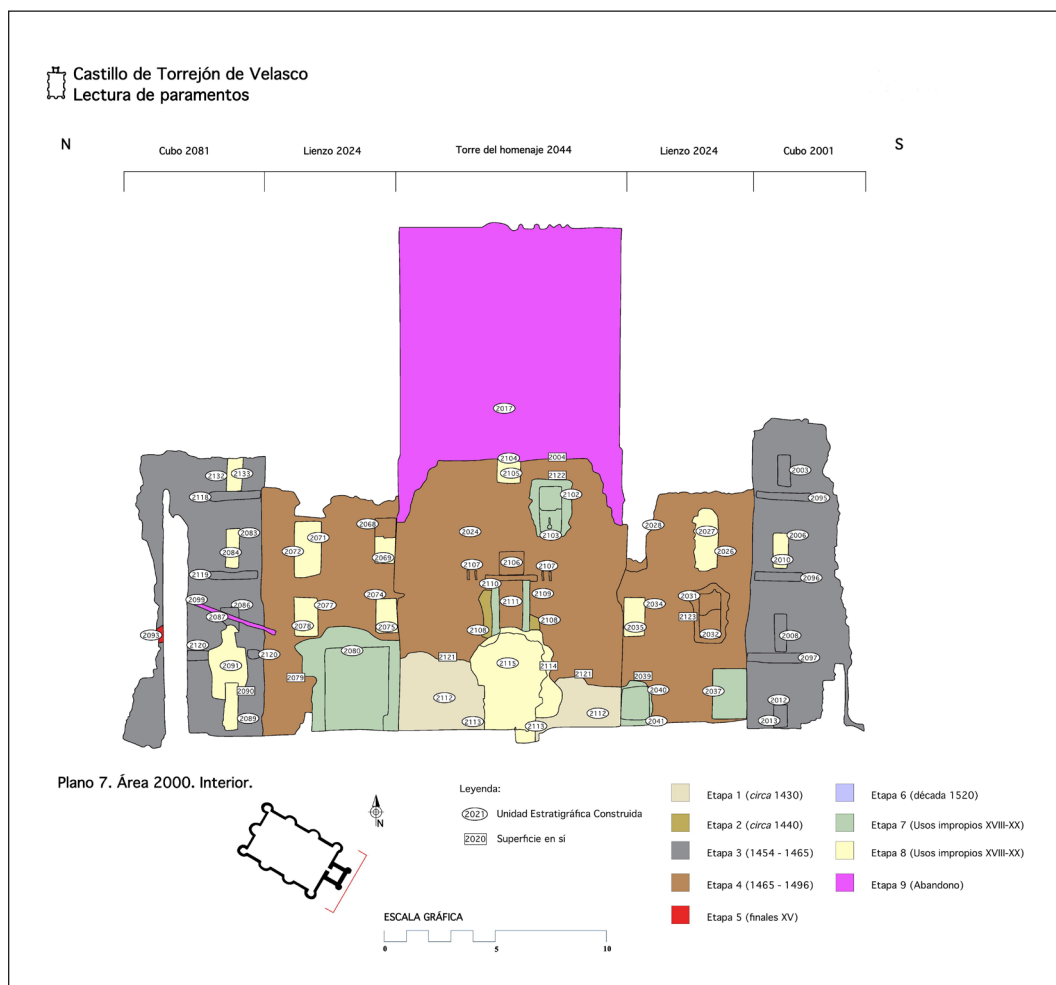 Castillo de Torrejón de Velasco
Lectura de paramentos
N
S
Cubo 2081
Lienzo 2024
Torre del homenaje 2044
Lienzo 2024
Cubo 2001
2017
2104
2004
2105
2122
2102
2103
2132
2133
2118
2003
2095
2068
2028
2027
2083
2071
2024
2006
2084
2072
2069
2026
2010
2106
2107
2107
2119
2096
2110
2109
2099
2086
2077
2074
2111
2034
2031
2087
2123
2093
2078
2075
2108
2108
2035
2032
2008
2120
2120
2080
2121
2115
2114
2097
2091
2079
2121
2039
2090
2112
2040
2037
2012
2089
2113
2113
2112
2041
2013
Plano 7. Área 2000. Interior.
N
Leyenda:
2021 Unidad Estratigráfica Construida
2020 Superficie en sí
Etapa 1 (circa 1430)
Etapa 2 (circa 1440)
Etapa 3 (1454 - 1465)
Etapa 4 (1465 - 1496)
Etapa 5 (finales XV)
Etapa 6 (década 1520)
Etapa 7 (Usos impropios XVIII-XX)
Etapa 8 (Usos impropios XVIII-XX)
Etapa 9 (Abandono)
ESCALA GRÁFICA
0 5 10